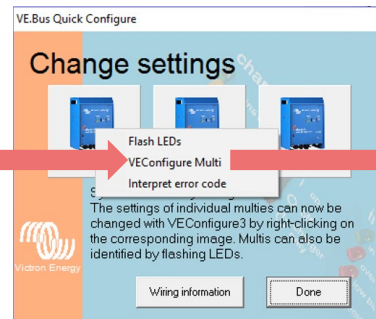 VE.Bus Quick Configure
Change settings
Flash LEDs
VEConfigure Multi
Interpret error code
The settings of individual multies can now be
changed with VEConfigure3 by right-clicking on
the corresponding image. Multis can also be
identified by flashing LEDs.
Victron Energy
Wiring information
Done